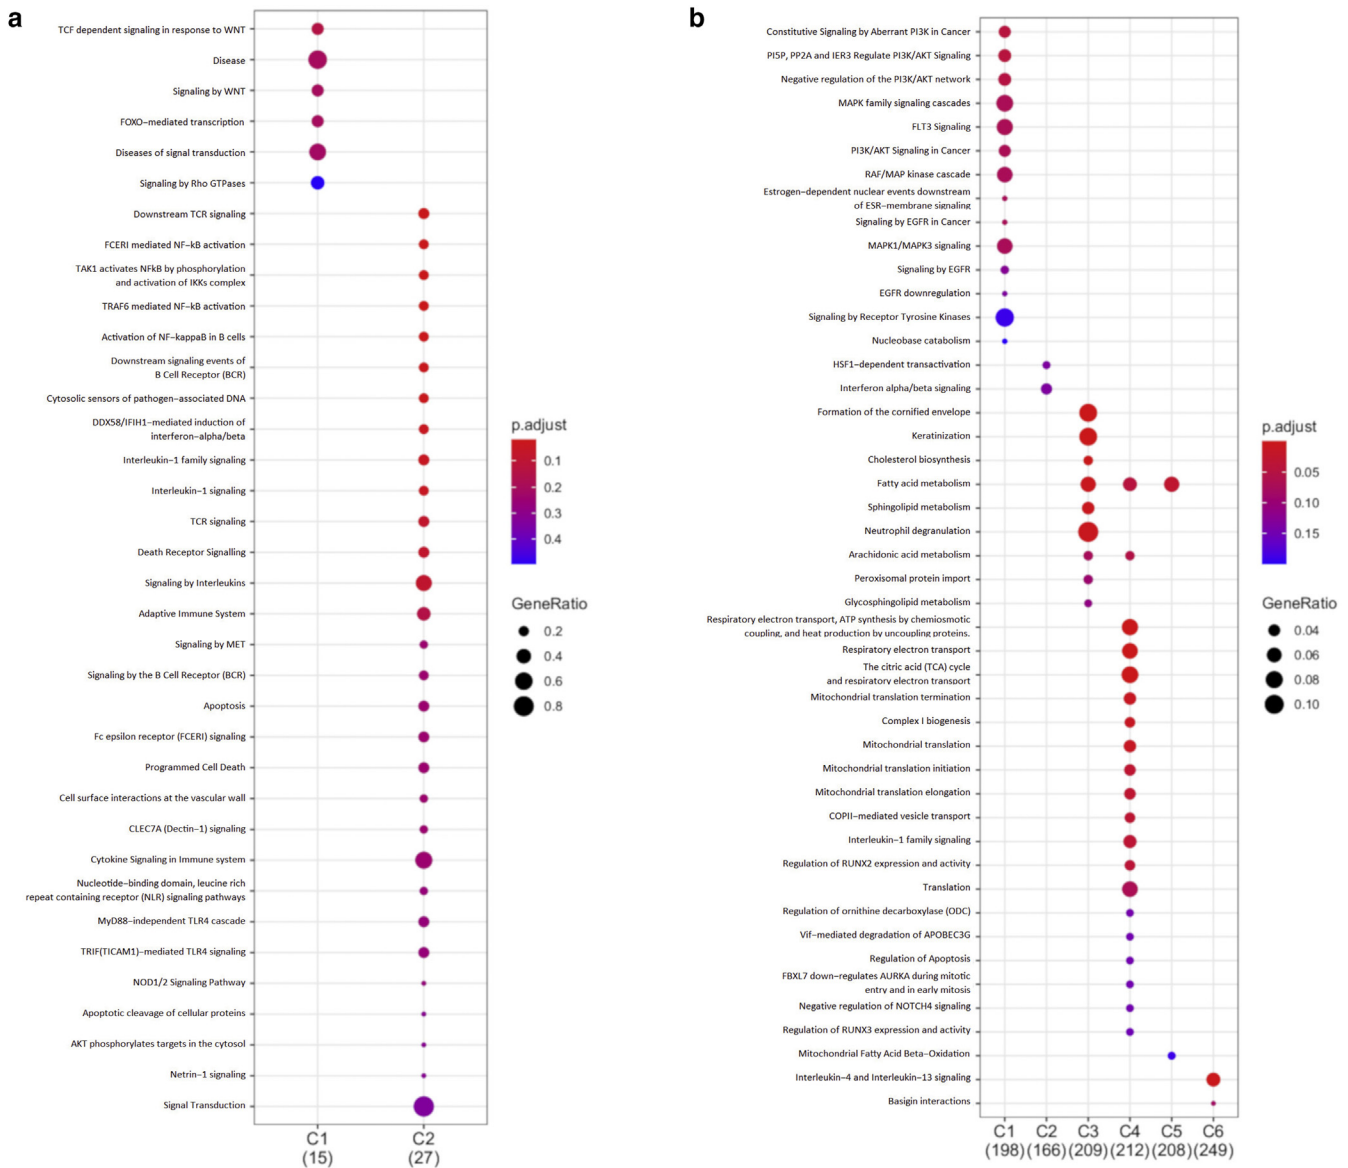 a
TCF dependent signaling in response to WNT
Disease
Signaling by WNT
FOXO−mediated transcription
Diseases of signal transduction
Signaling by Rho GTPases
Downstream TCR signaling
FCERI mediated NF−kB activation
TAK1 activates NFkB by phosphorylation
and activation of IKKs complex
TRAF6 mediated NF−kB activation
Activation of NF−kappaB in B cells
Downstream signaling events of
B Cell Receptor (BCR)
Cytosolic sensors of pathogen−associated DNA
DDX58/IFIH1−mediated induction of
interferon−alpha/beta
Interleukin−1 family signaling
Interleukin−1 signaling
TCR signaling
Death Receptor Signalling
Signaling by Interleukins
Adaptive Immune System
Signaling by MET
Signaling by the B Cell Receptor (BCR)
Apoptosis
Fc epsilon receptor (FCERI) signaling
Programmed Cell Death
Cell surface interactions at the vascular wall
CLEC7A (Dectin−1) signaling
Cytokine Signaling in Immune system
Nucleotide−binding domain, leucine rich
repeat containing receptor (NLR) signaling pathways
MyD88−independent TLR4 cascade
TRIF(TICAM1)−mediated TLR4 signaling
NOD1/2 Signaling Pathway
Apoptotic cleavage of cellular proteins
AKT phosphorylates targets in the cytosol
Netrin−1 signaling
Signal Transduction
C1 C2
(15) (27)
p.adjust
0.1
0.2
0.3
0.4
GeneRatio
0.2
0.4
0.6
0.8
b
Constitutive Signaling by Aberrant PI3K in Cancer
PI5P, PP2A and IER3 Regulate PI3K/AKT Signaling
Negative regulation of the PI3K/AKT network
MAPK family signaling cascades
FLT3 Signaling
PI3K/AKT Signaling in Cancer
RAF/MAP kinase cascade
Estrogen−dependent nuclear events downstream
of ESR−membrane signaling
Signaling by EGFR in Cancer
MAPK1/MAPK3 signaling
Signaling by EGFR
EGFR downregulation
Signaling by Receptor Tyrosine Kinases
Nucleobase catabolism
HSF1−dependent transactivation
Interferon alpha/beta signaling
Formation of the cornified envelope
Keratinization
Cholesterol biosynthesis
Fatty acid metabolism
Sphingolipid metabolism
Neutrophil degranulation
Arachidonic acid metabolism
Peroxisomal protein import
Glycosphingolipid metabolism
Respiratory electron transport, ATP synthesis by chemiosmotic
coupling, and heat production by uncoupling proteins.
Respiratory electron transport
The citric acid (TCA) cycle
and respiratory electron transport
Mitochondrial translation termination
Complex I biogenesis
Mitochondrial translation
Mitochondrial translation initiation
Mitochondrial translation elongation
COPII−mediated vesicle transport
Interleukin−1 family signaling
Regulation of RUNX2 expression and activity
Translation
Regulation of ornithine decarboxylase (ODC)
Vif−mediated degradation of APOBEC3G
Regulation of Apoptosis
FBXL7 down−regulates AURKA during mitotic
entry and in early mitosis
Negative regulation of NOTCH4 signaling
Regulation of RUNX3 expression and activity
Mitochondrial Fatty Acid Beta−Oxidation
Interleukin−4 and Interleukin−13 signaling
Basigin interactions
C1 C2 C3 C4 C5 C6
(198) (166) (209) (212) (208) (249)
p.adjust
0.05
0.10
0.15
GeneRatio
0.04
0.06
0.08
0.10